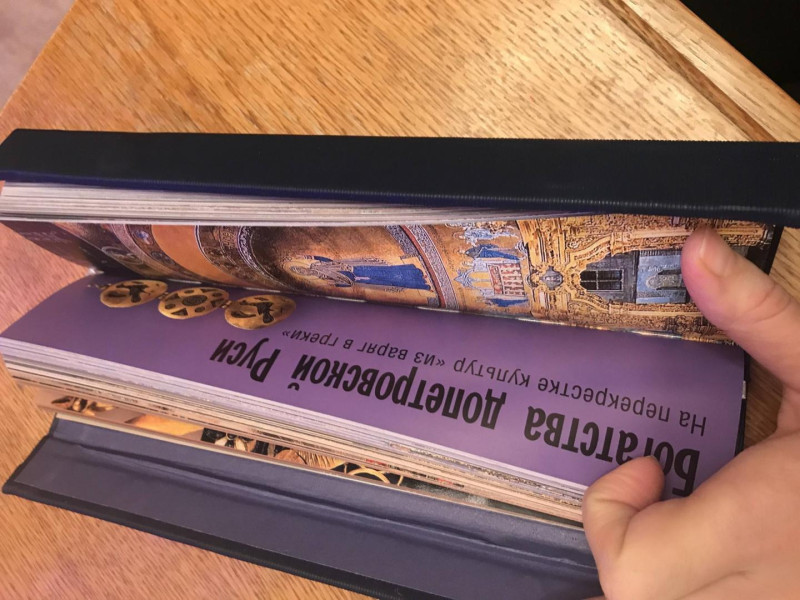 Богатства допетровской Руси
На перекрестке культур «из варяг в греки»